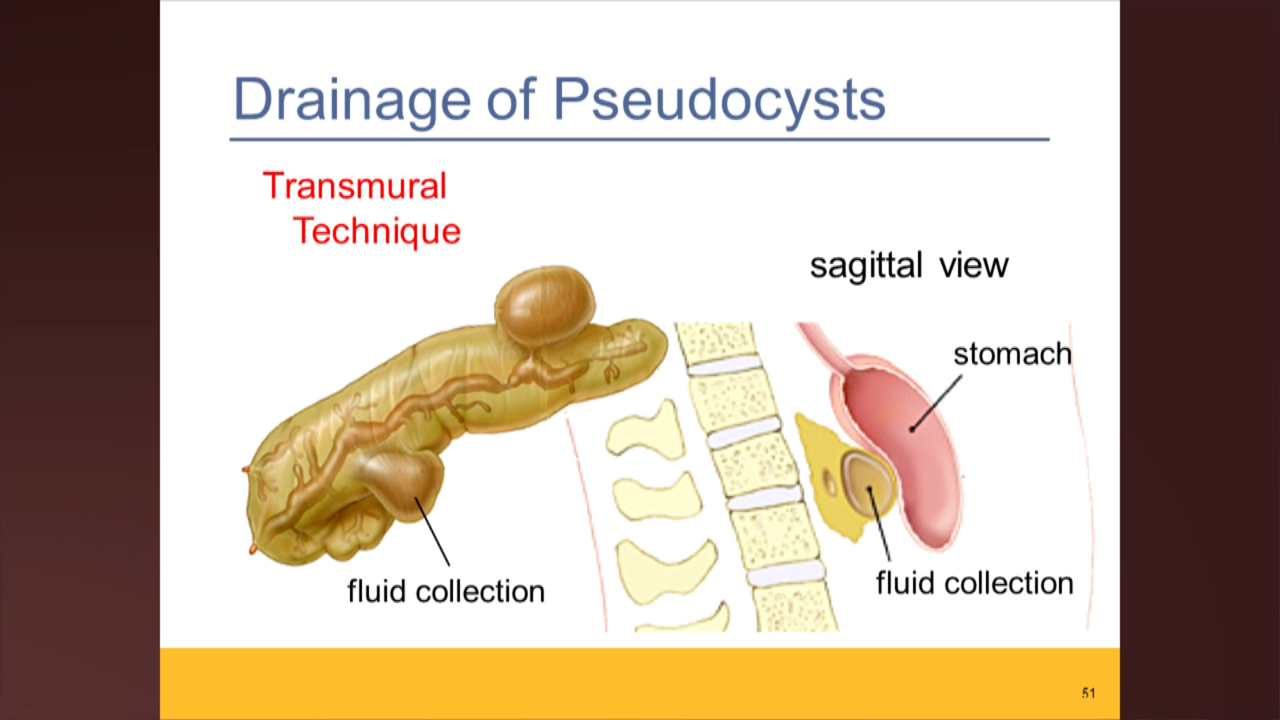 Drainage of Pseudocysts
Transmural
Technique
sagittal view
stomach
fluid collection
fluid collection
51